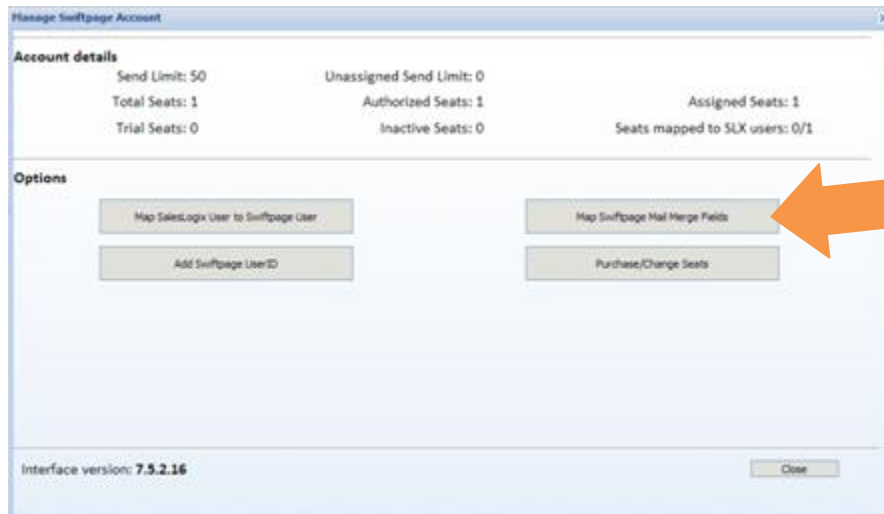 Manage Swiftpage Account
Account details
Send Limit: 50 Unassigned Send Limit: 0
Total Seats: 1 Authorized Seats: 1 Assigned Seats: 1
Trial Seats: 0 Inactive Seats: 0 Seats mapped to SLX users: 0/1
Options
Map SalesLogix User to Swiftpage User Map Swiftpage Mail Merge Fields
Add Swiftpage UserID Purchase/Change Seats
Interface version: 7.5.2.16 Close